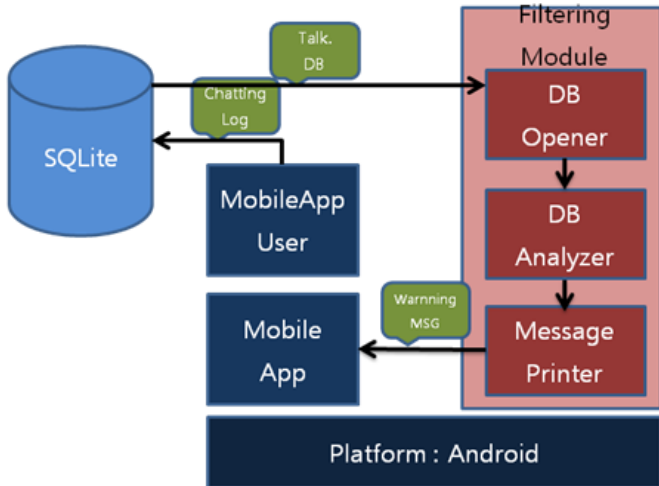 Filtering
Module
Talk.
DB
Chatting
Log
DB
Opener
SQLite
MobileApp
User
DB
Analyzer
Warnning
MSG
Mobile
App
Message
Printer
Platform : Android